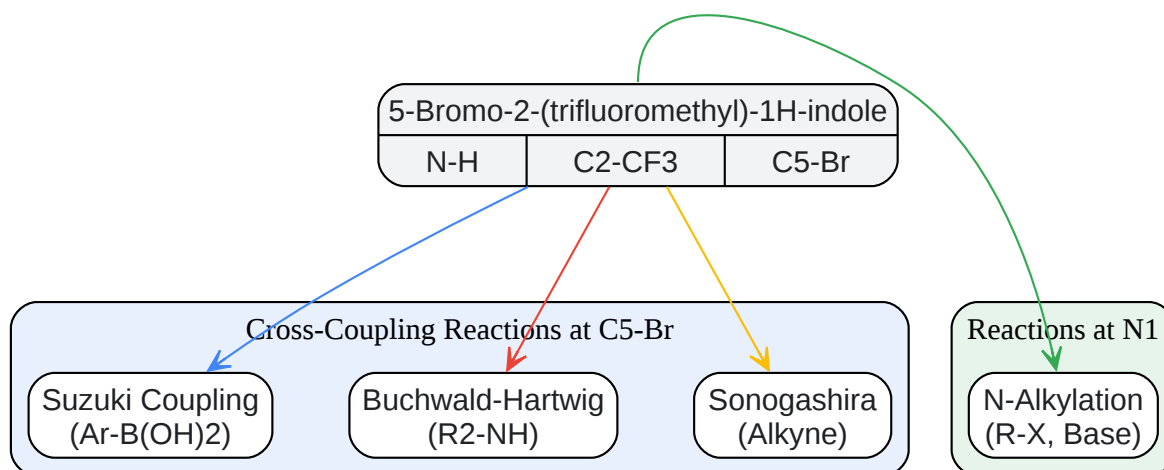 5-Bromo-2-(trifluoromethyl)-1H-indole
N-H
C2-CF3
C5-Br
Cross-Coupling Reactions at C5-Br
Reactions at N1
Suzuki Coupling
(Ar-B(OH)2)
Buchwald-Hartwig
(R2-NH)
Sonogashira
(Alkyne)
N-Alkylation
(R-X, Base)